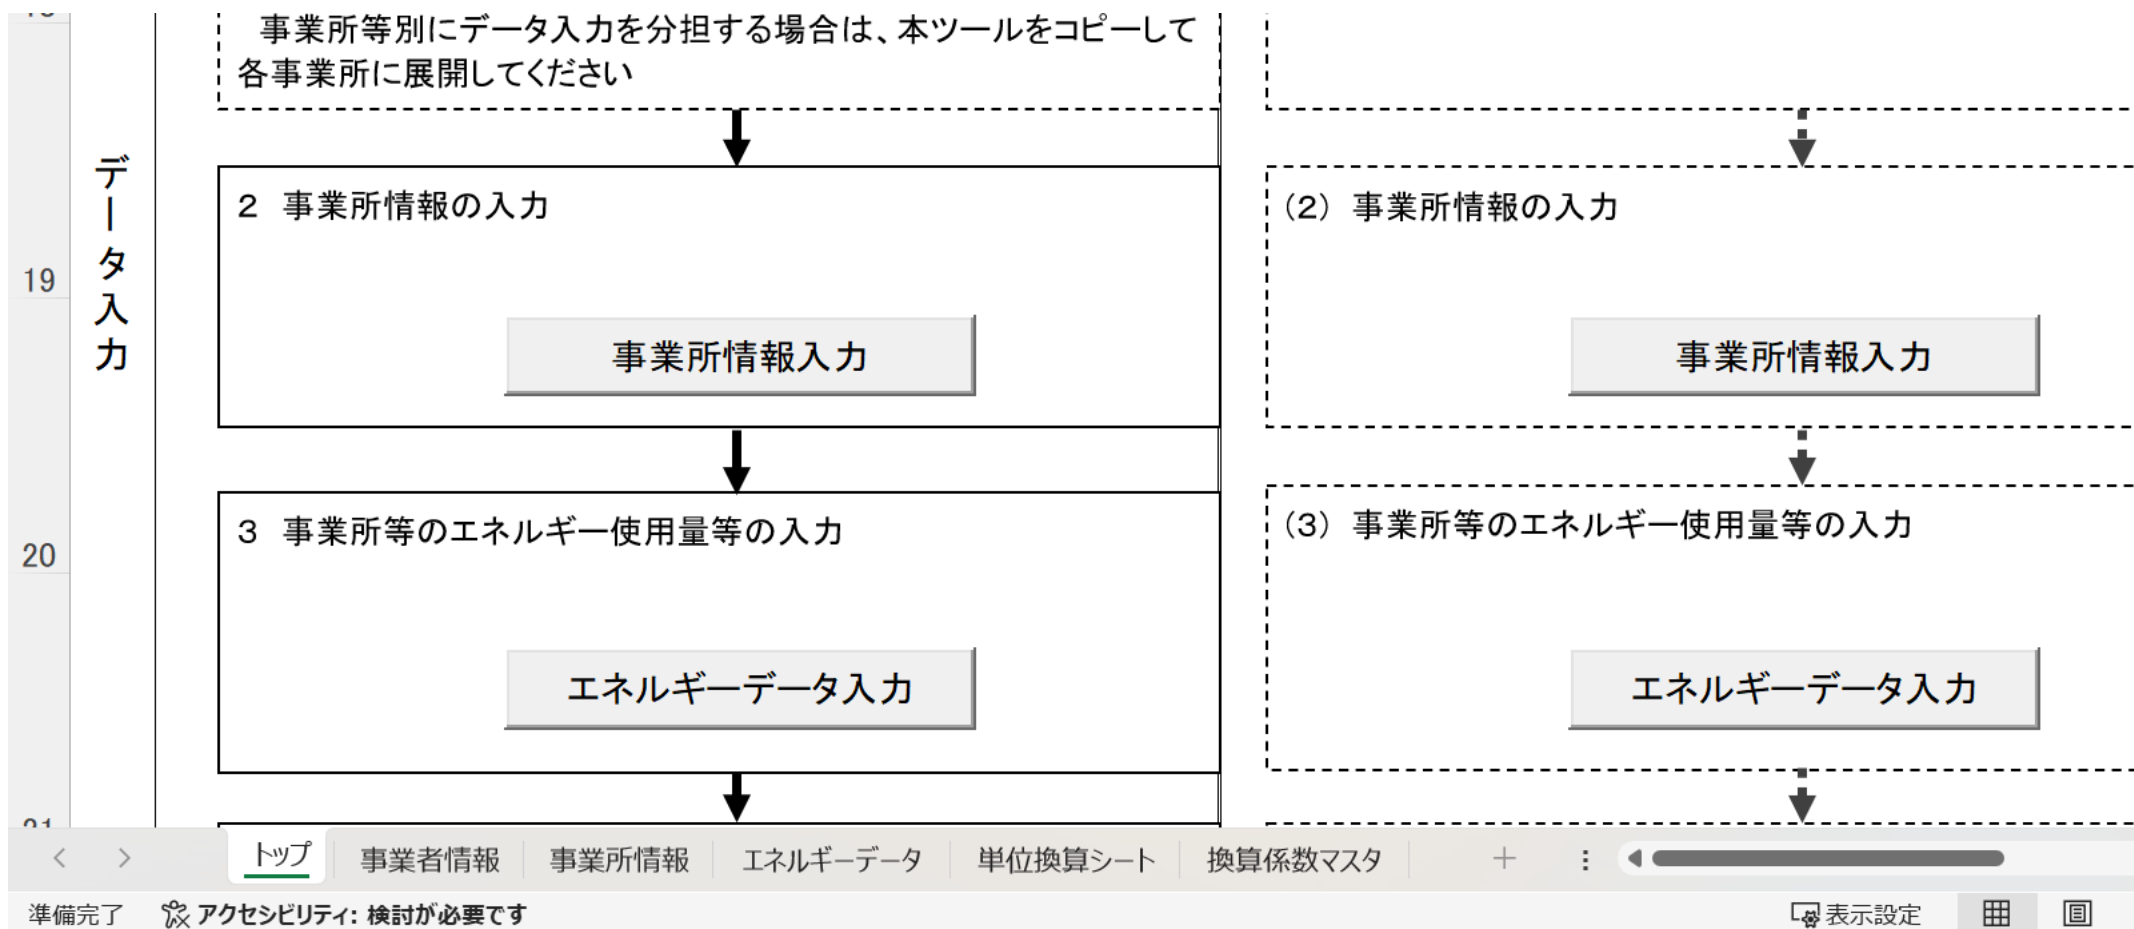 事業所等別にデータ入力を分担する場合は、本ツールをコピーして
各事業所に展開してください
データ入力
2 事業所情報の入力
(2) 事業所情報の入力
19
事業所情報入力
事業所情報入力
3 事業所等のエネルギー使用量等の入力
(3) 事業所等のエネルギー使用量等の入力
20
エネルギーデータ入力
エネルギーデータ入力
トップ 事業者情報 事業所情報 エネルギーデータ 単位換算シート 換算係数マスタ
準備完了 アクセシビリティ: 検討が必要です 表示設定